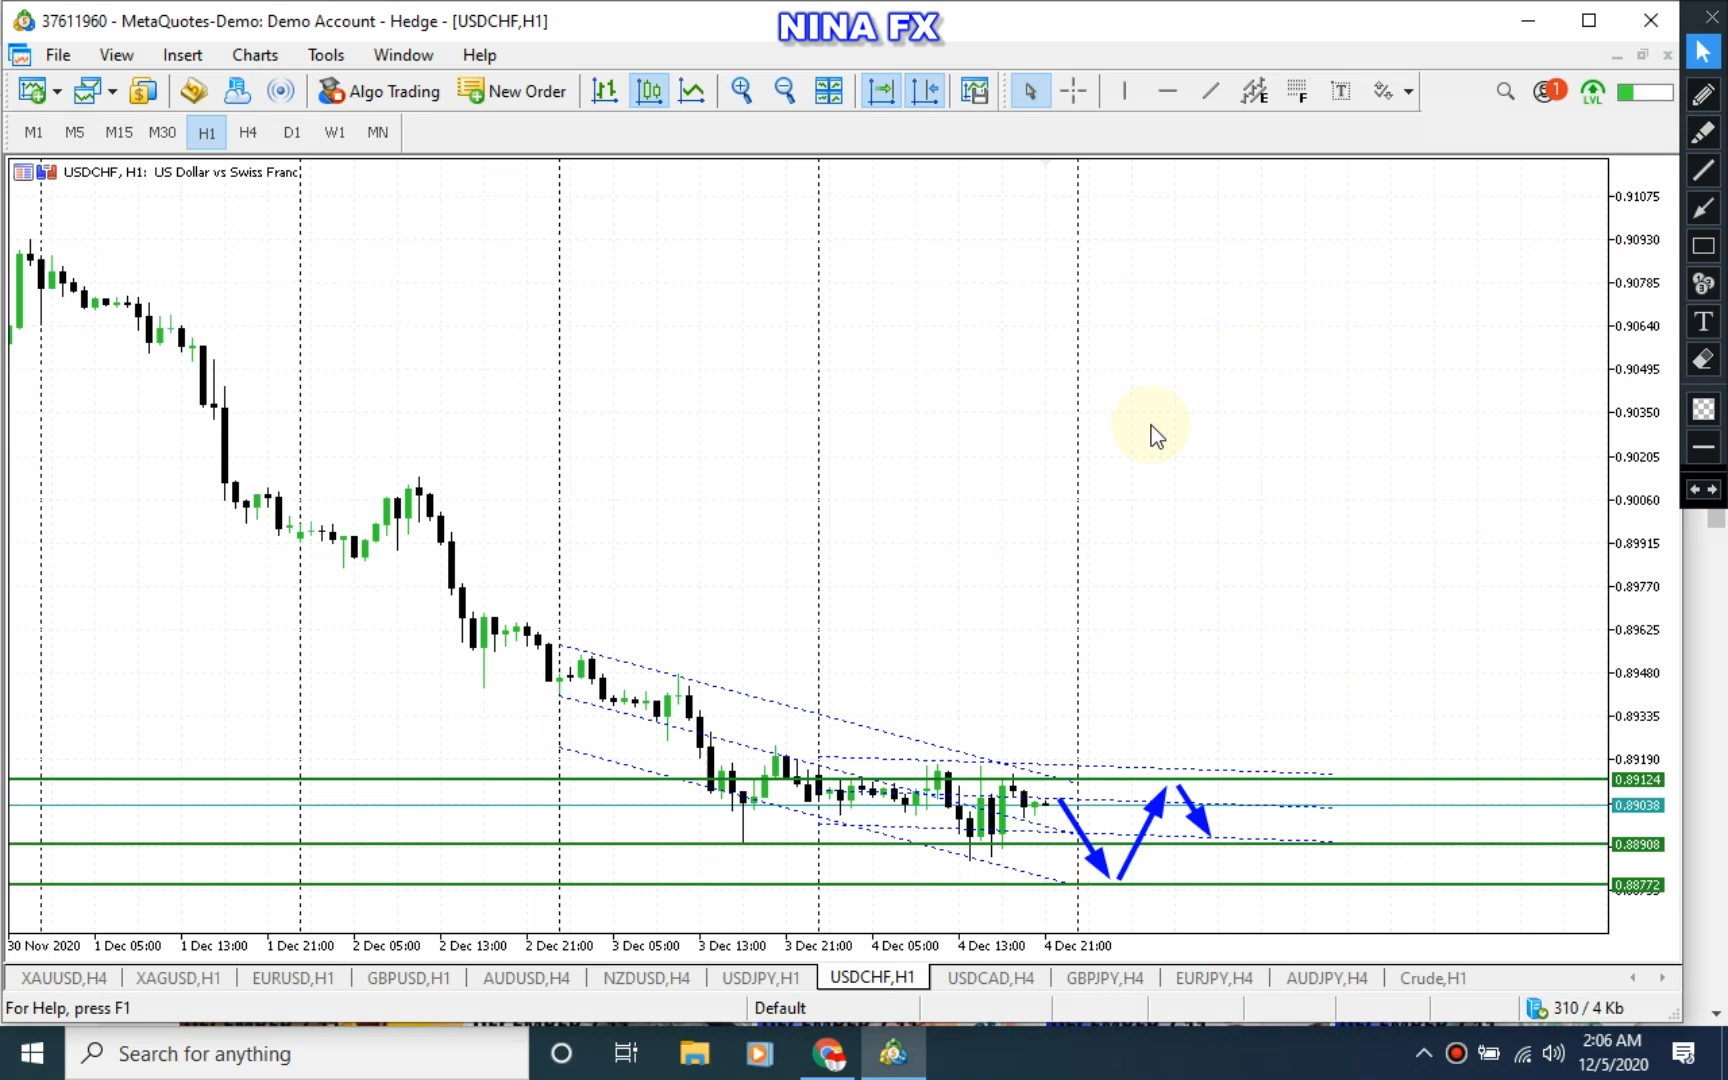 37611960 - MetaQuotes-Demo: Demo Account - Hedge - [USDCHF,H1]
NINA FX
File View Insert Charts Tools Window Help
Algo Trading New Order E F T 1 LVL
M1 M5 M15 M30 H1 H4 D1 W1 MN
USDCHF, H1: US Dollar vs Swiss Franc
T
0.91075
0.90930
0.90785
0.90640
0.90495
0.90350
0.90205
0.90060
0.89915
0.89770
0.89625
0.89480
0.89335
0.89190
0.89124
0.89038
0.88908
0.88772
30 Nov 2020 1 Dec 05:00 1 Dec 13:00 1 Dec 21:00 2 Dec 05:00 2 Dec 13:00 2 Dec 21:00 3 Dec 05:00 3 Dec 13:00 3 Dec 21:00 4 Dec 05:00 4 Dec 13:00 4 Dec 21:00
XAUUSD,H4 XAGUSD,H1 EURUSD,H1 GBPUSD,H1 AUDUSD,H4 NZDUSD,H4 USDJPY,H1 USDCHF,H1 USDCAD,H4 GBPJPY,H4 EURJPY,H4 AUDJPY,H4 Crude,H1
For Help, press F1 Default 310 / 4 Kb
Search for anything
2:06 AM
12/5/2020